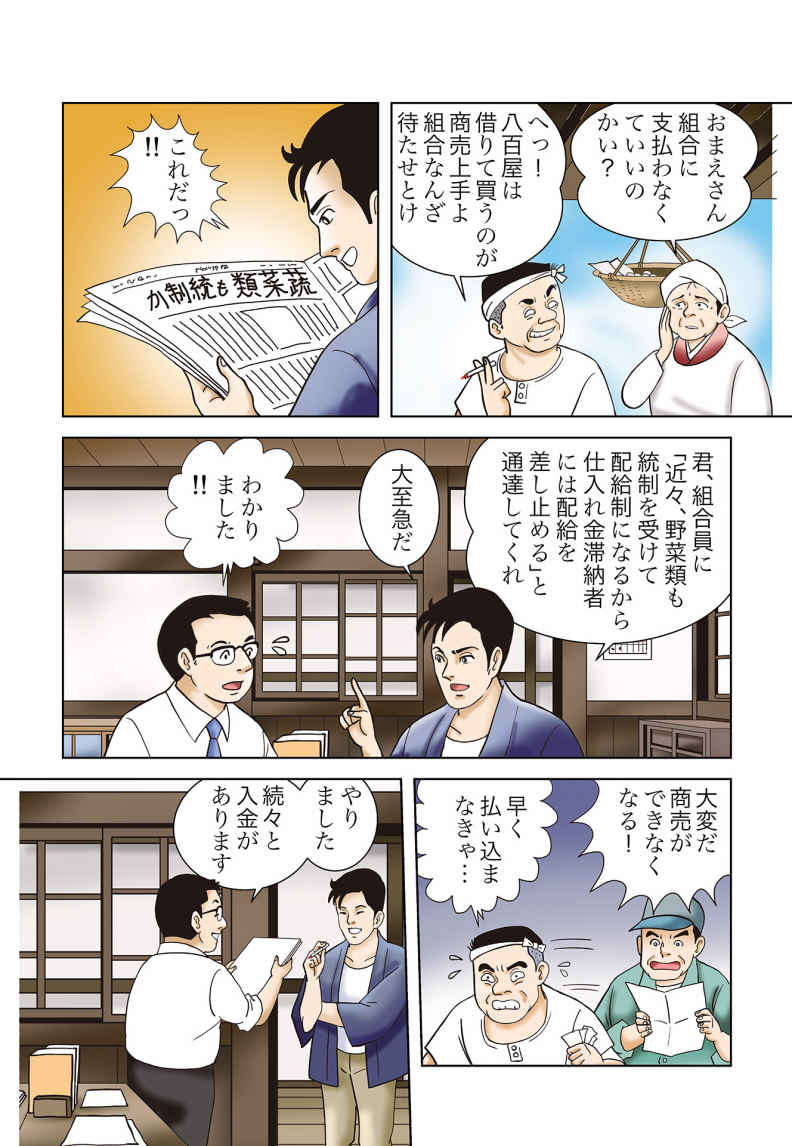 おまえさん
組合に
支払わなく
ていいの
かい？
へっ！
八百屋は
借りて買うのが
商売上手よ
組合なんざ
待たせとけ
これだっ
!!
蔬菜類も統制か
君、組合員に
「近々、野菜類も
統制を受けて
配給制になるから
仕入れ金滞納者
には配給を
差し止める」と
通達してくれ
大至急だ
わかり
ました
!!
大変だ
商売が
できなく
なる！
早く
払い込ま
なきゃ…
やり
ました
続々と
入金が
あります